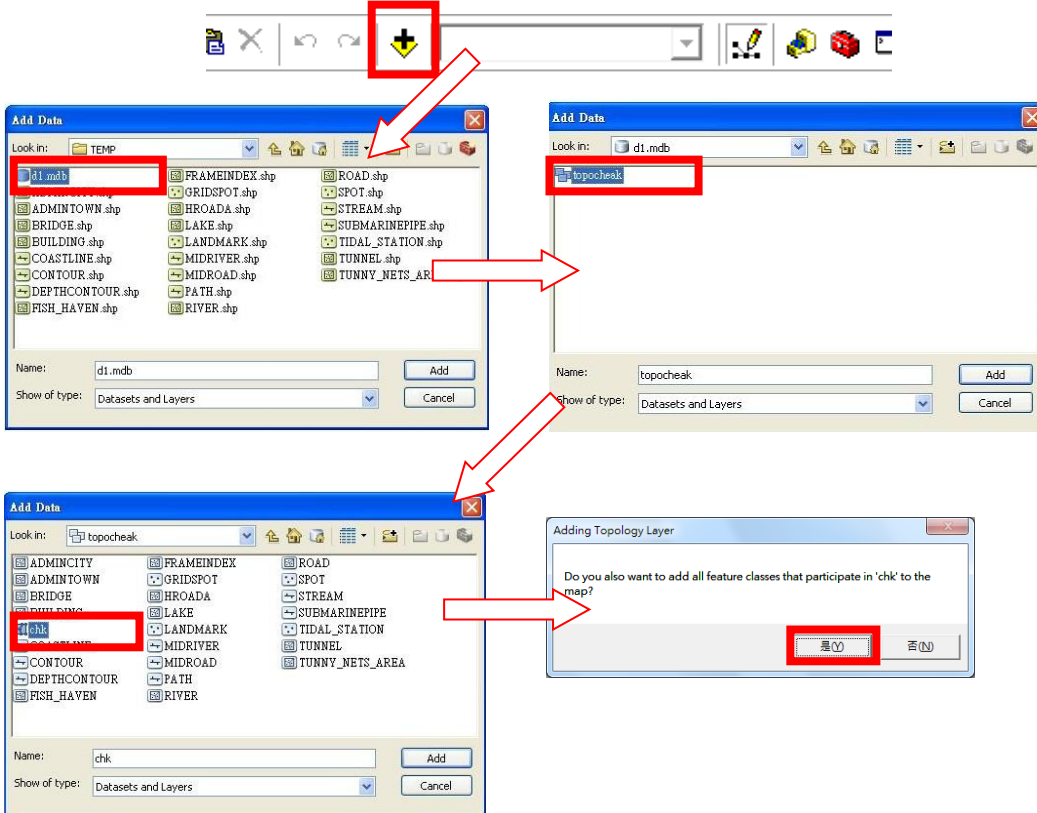 Add Data
Look in: TEMP
d1.mdb
ADMINTOWN.shp
BRIDGE.shp
BUILDING.shp
COASTLINE.shp
CONTOUR.shp
DEPTHCONTOUR.shp
FISH_HAVEN.shp
FRAMEINDEX.shp
GRIDSPOT.shp
HROADA.shp
LAKE.shp
LANDMARK.shp
MIDRIVER.shp
MIDROAD.shp
PATH.shp
RIVER.shp
ROAD.shp
SPOT.shp
STREAM.shp
SUBMARINEPIPE.shp
TIDAL_STATION.shp
TUNNEL.shp
TUNNY_NETS_AR
Name: d1.mdb Add
Show of type: Datasets and Layers Cancel
Add Data
Look in: d1.mdb
topocheak
Name: topocheak Add
Show of type: Datasets and Layers Cancel
Add Data
Look in: topocheak
ADMINCITY
ADMINTOWN
BRIDGE
BUILDING
chk
COASTLINE
CONTOUR
DEPTHCONTOUR
FISH_HAVEN
FRAMEINDEX
GRIDSPOT
HROADA
LAKE
LANDMARK
MIDRIVER
MIDROAD
PATH
RIVER
ROAD
SPOT
STREAM
SUBMARINEPIPE
TIDAL_STATION
TUNNEL
TUNNY_NETS_AREA
Name: chk Add
Show of type: Datasets and Layers Cancel
Adding Topology Layer
Do you also want to add all feature classes that participate in 'chk' to the
map?
是(Y) 否(N)